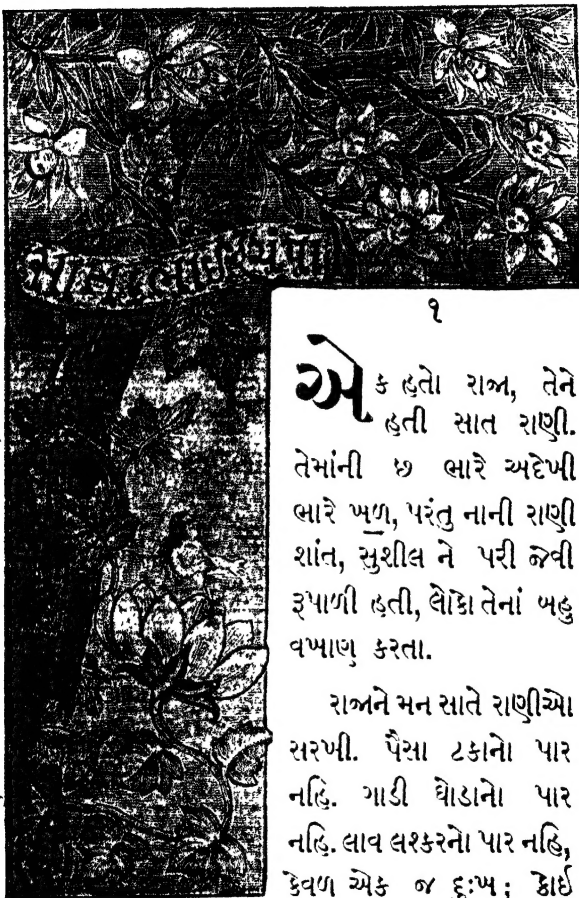 સાત ભાઇ ચંપા
૧
એક હતો રાજા, તેને
હતી સાત રાણી.
તેમાંની છ ભારે અદેખી
ભારે ખળ, પરંતુ નાની રાણી
શાંત, સુશીલ ને પરી જેવી
રૂપાળી હતી, લોકો તેનાં બહુ
વખાણ કરતા.
રાજાને મન સાતે રાણીઓ
સરખી. પૈસા ટકાનો પાર
નહિ. ગાડી ઘોડાનો પાર
નહિ. લાવ લશ્કરનો પાર નહિ,
કેવળ એક જ દુઃખ; કોઈ